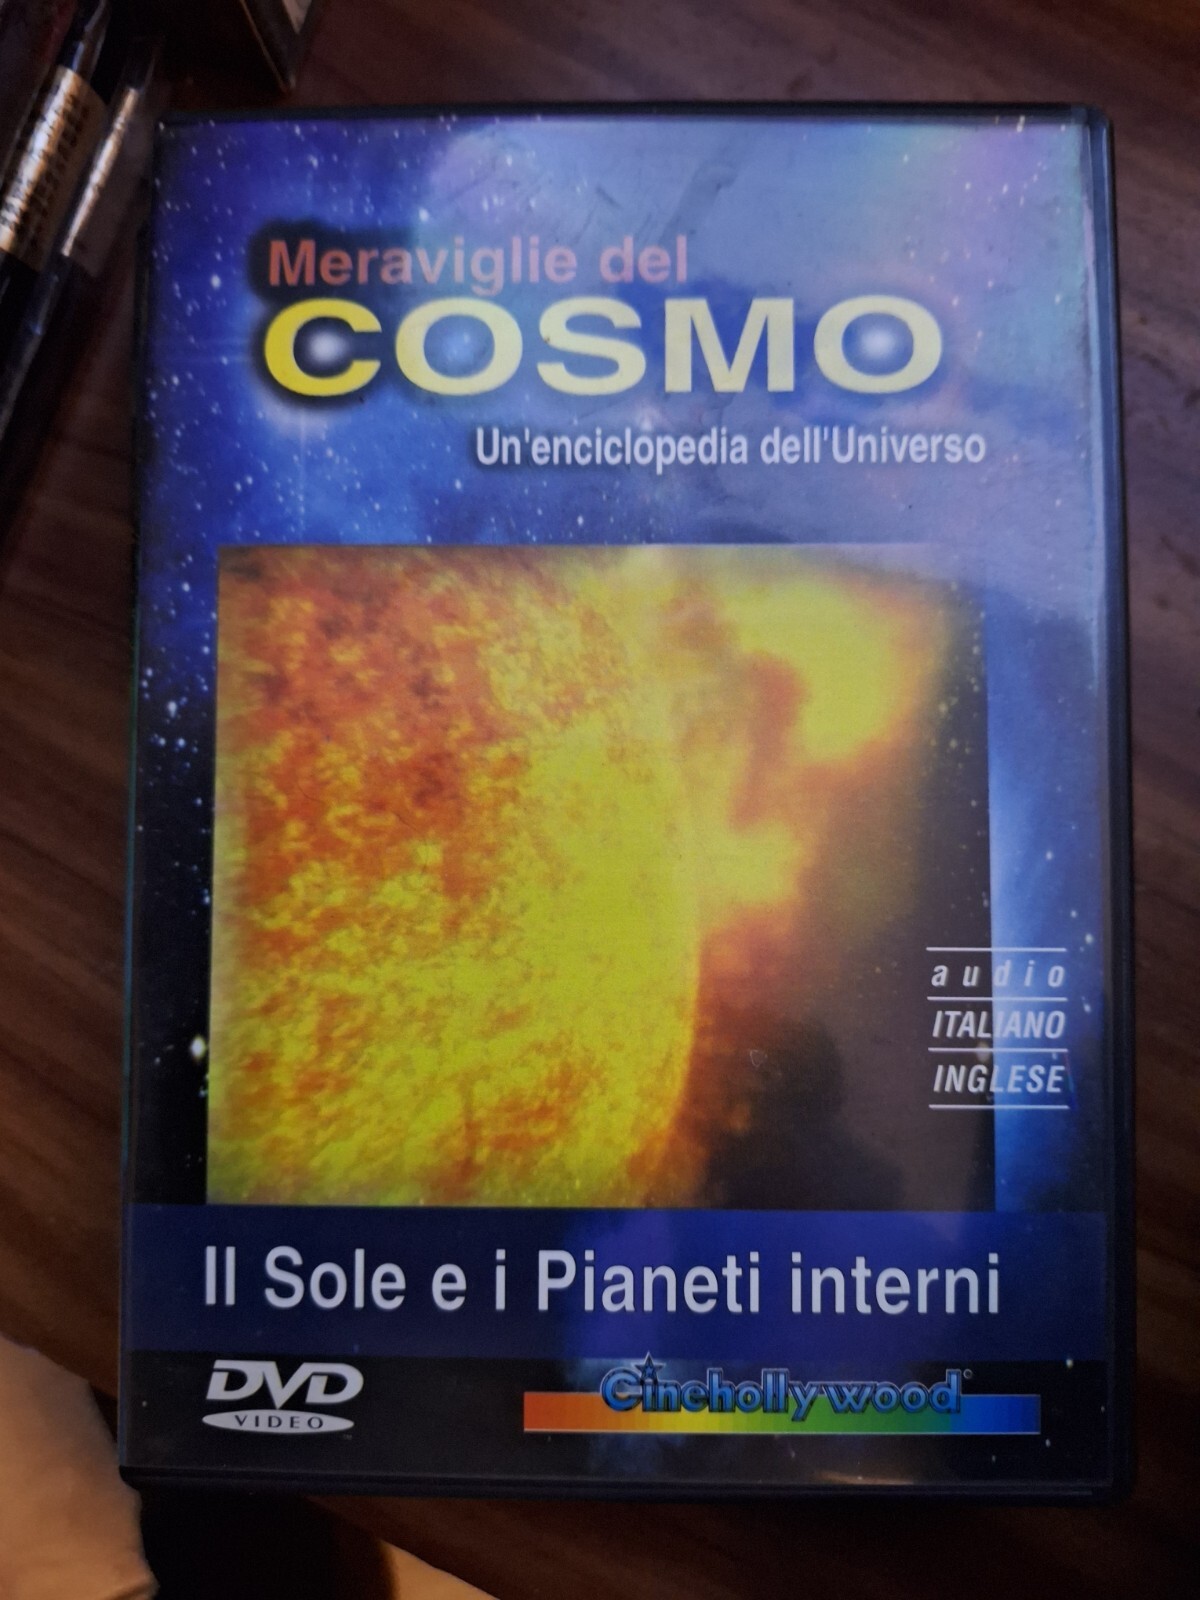 Meraviglie del
COSMO
Un'enciclopedia dell'Universo
audio
ITALIANO
INGLESE
Il Sole e i Pianeti interni
DVD
VIDEO
Cinehollywood